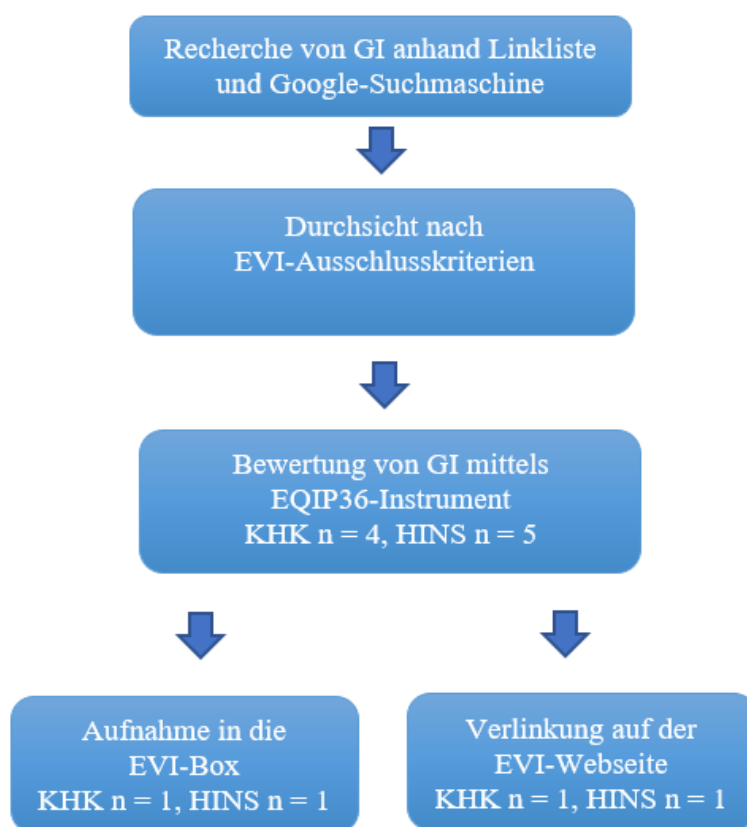 Recherche von GI anhand Linkliste
und Google-Suchmaschine
Durchsicht nach
EVI-Ausschlusskriterien
Bewertung von GI mittels
EQIP36-Instrument
KHK n = 4, HINS n = 5
Aufnahme in die
EVI-Box
KHK n = 1, HINS n = 1
Verlinkung auf der
EVI-Webseite
KHK n = 1, HINS n = 1